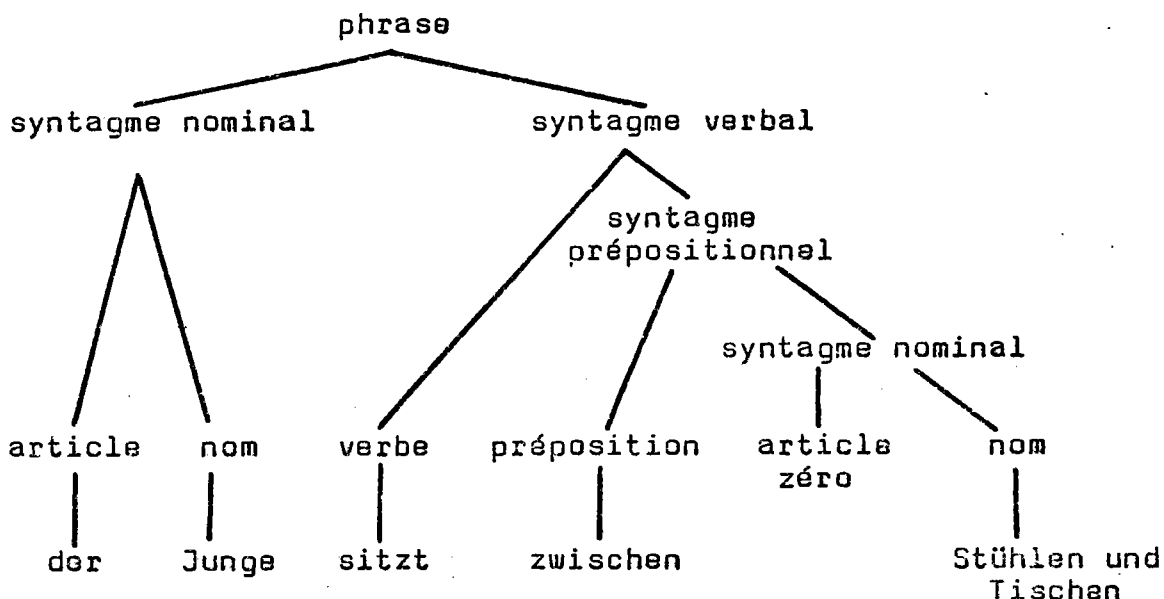 phrase
syntagme nominal syntagme verbal
syntagme
prépositionnel
syntagme nominal
article nom verbe préposition article nom
zéro
der Junge sitzt zwischen Stühlen und
Tischen